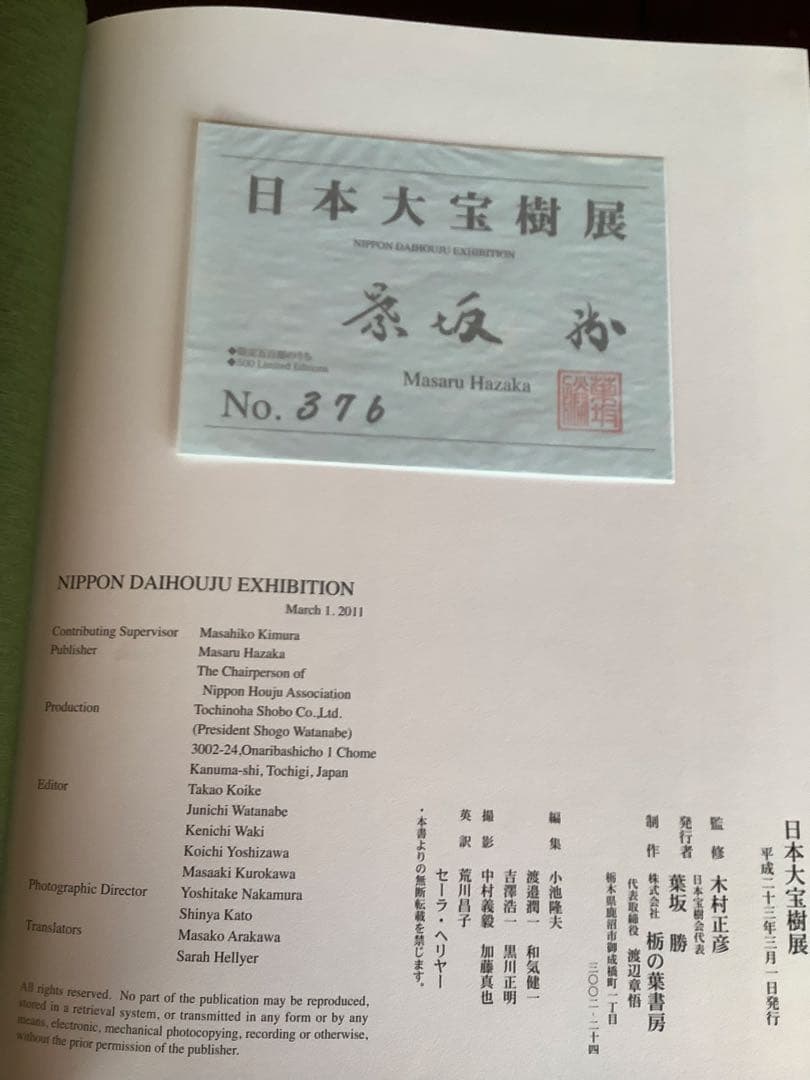 日本大宝樹展
NIPPON DAIHOUJU EXHIBITION
葉坂 勝
◆限定五百部のうち
◆500 Limited Editions
Masaru Hazaka
No. 376
NIPPON DAIHOUJU EXHIBITION
March 1. 2011
Contributing Supervisor Masahiko Kimura
Publisher Masaru Hazaka
The Chairperson of
Nippon Houju Association
Production Tochinoha Shobo Co.,Ltd.
(President Shogo Watanabe)
3002-24,Onaribashicho 1 Chome
Kanuma-shi, Tochigi, Japan
Editor Takao Koike
Junichi Watanabe
Kenichi Waki
Koichi Yoshizawa
Masaaki Kurokawa
Photographic Director Yoshitake Nakamura
Shinya Kato
Translators Masako Arakawa
Sarah Hellyer
All rights reserved. No part of the publication may be reproduced,
stored in a retrieval system, or transmitted in any form or by any
means, electronic, mechanical photocopying, recording or otherwise,
without the prior permission of the publisher.
日本大宝樹展
平成二十三年三月一日発行
監修 木村正彦
日本宝樹会代表
発行者 葉坂 勝
制作 株式会社 栃の葉書房
代表取締役 渡辺章悟
栃木県鹿沼市御成橋町一丁目
三〇〇二-二四
編集 小池隆夫
渡邉潤一 和気健一
吉澤浩一 黒川正明
撮影 中村義毅 加藤真也
英訳 荒川昌子
セーラ・ヘリヤー
・本書よりの無断転載を禁じます。